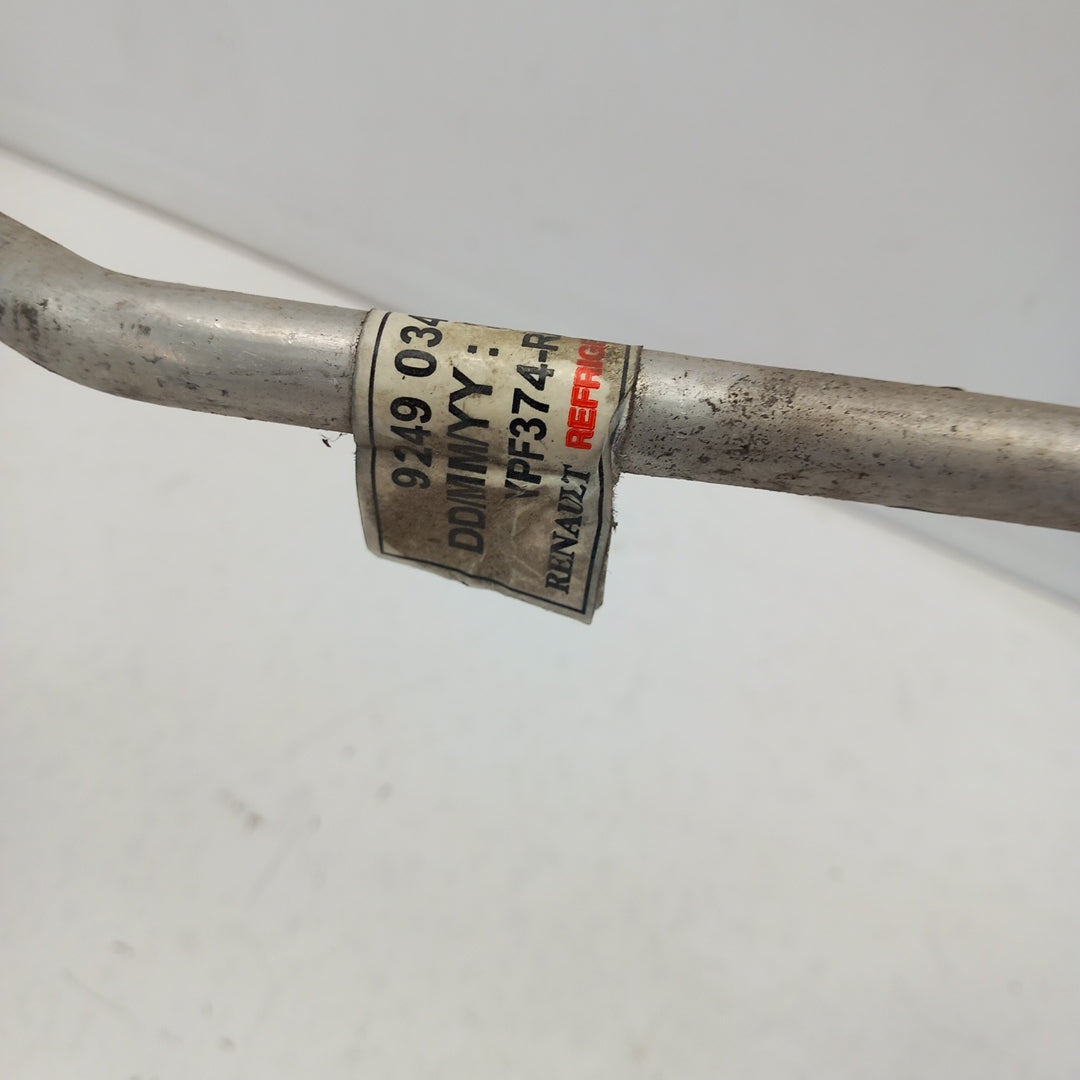 9249 034
DD/MM/YY :
YPF374-R
RENAULT REFRIG